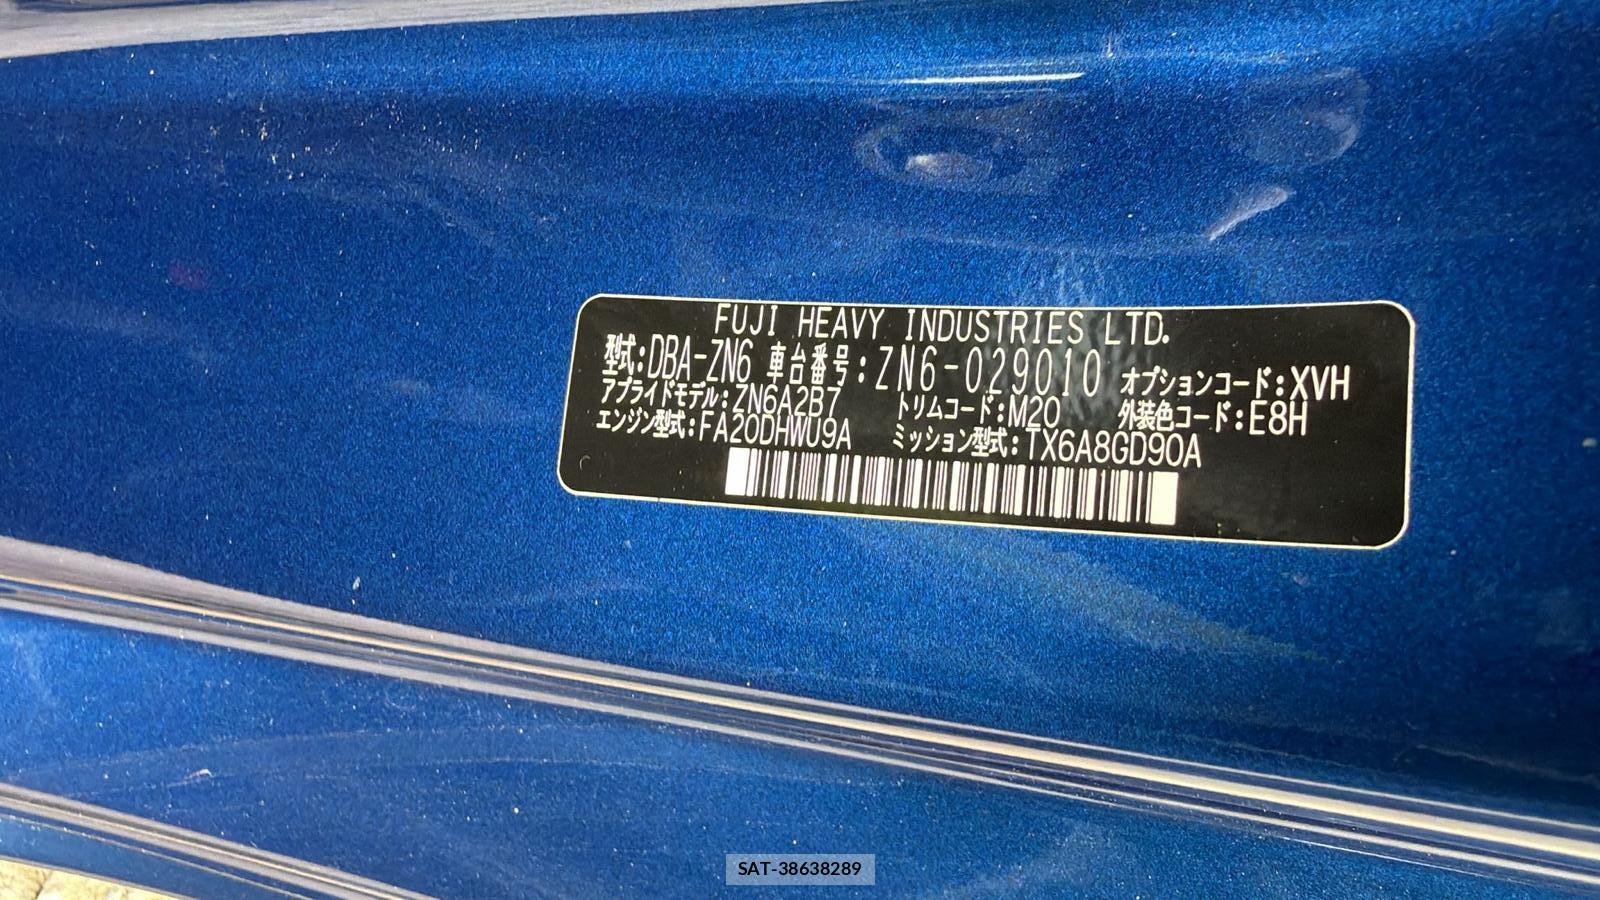 FUJI HEAVY INDUSTRIES LTD.
型式:DBA-ZN6 車台番号:ZN6-029010 オプションコード:XVH
アプライドモデル:ZN6A2B7 トリムコード:M20 外装色コード:E8H
エンジン型式:FA20DHWU9A ミッション型式:TX6A8GD90A
SAT-38638289